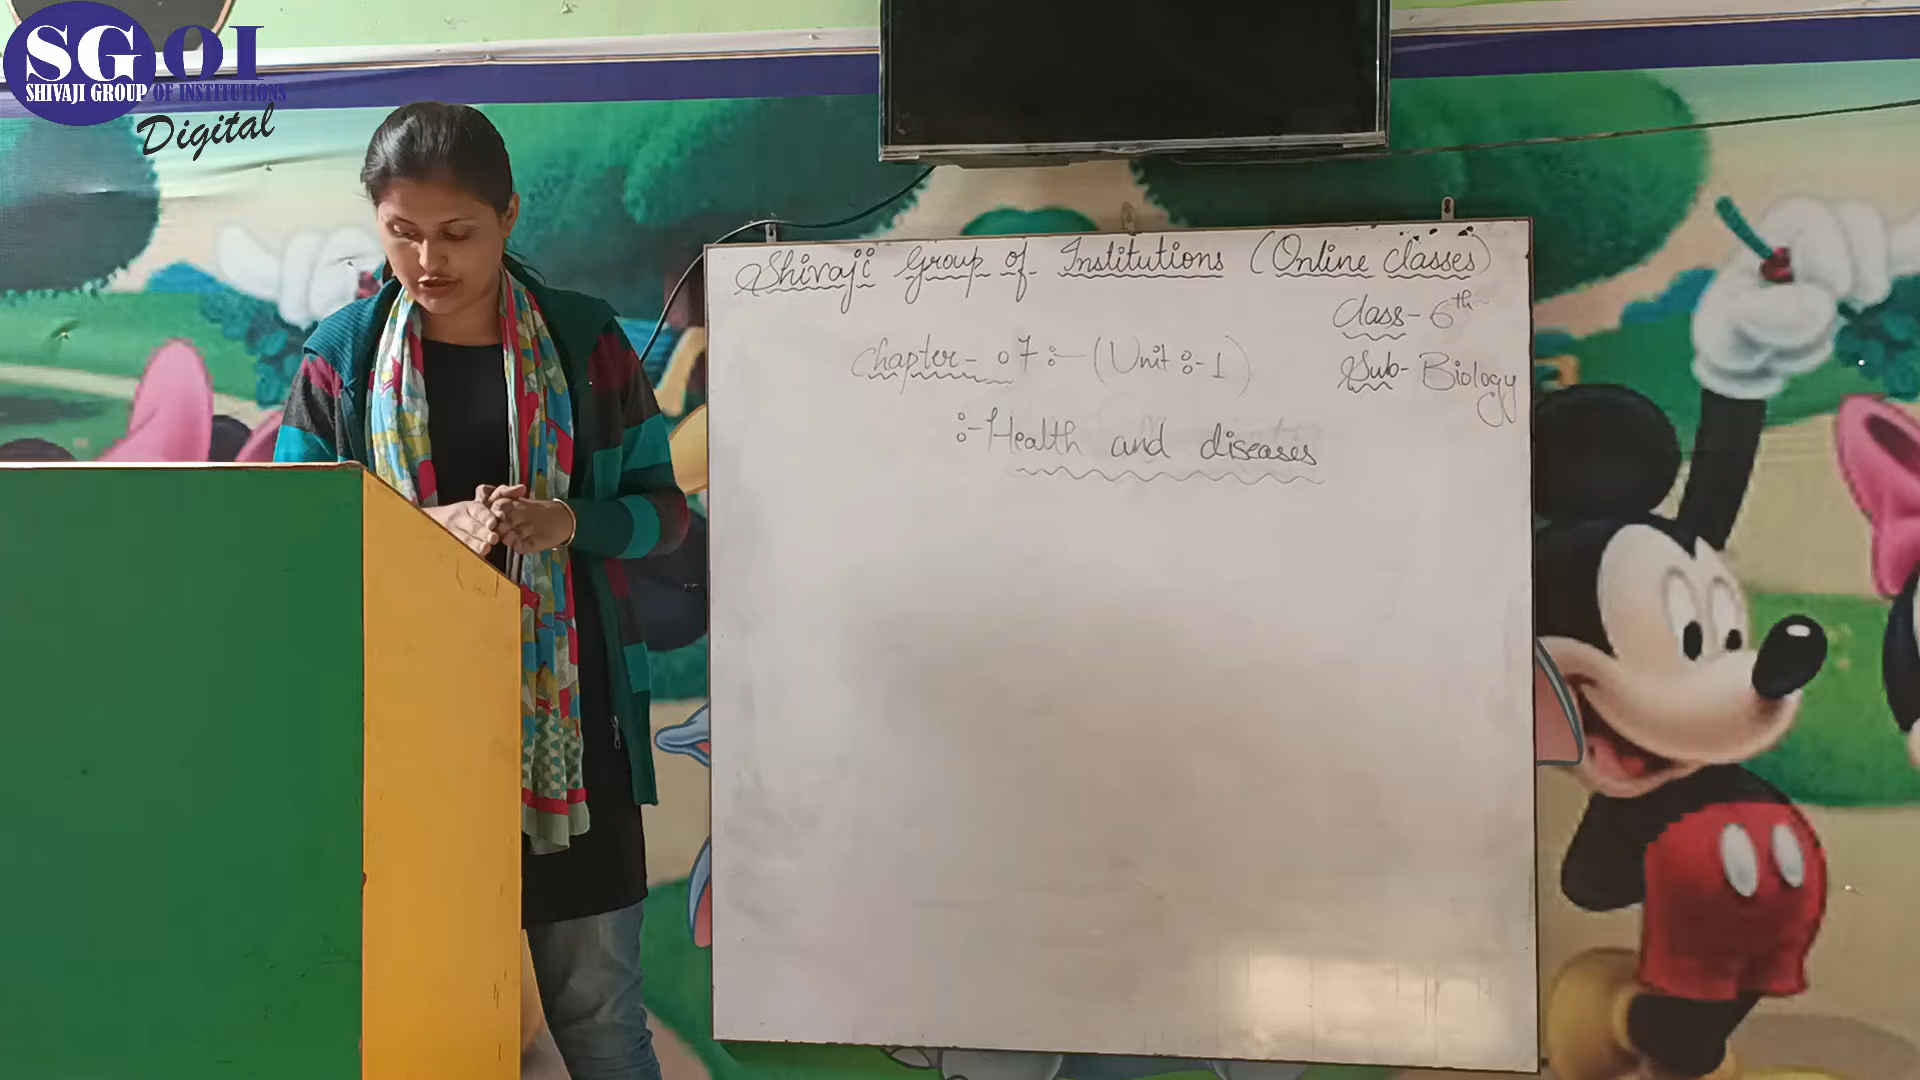 SGOI
SHIVAJI GROUP OF INSTITUTIONS
Digital
Shivaji Group of Institutions (Online classes)
Class- 6th
Chapter- 07:- (Unit:-1)
Sub- Biology
:- Health and diseases